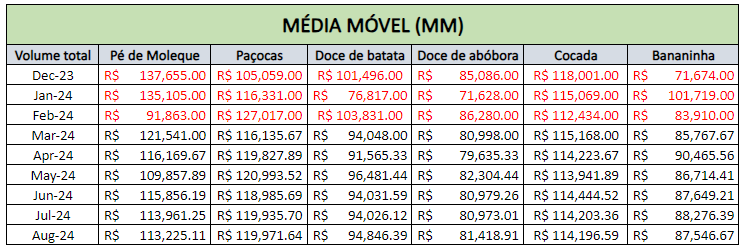 MÉDIA MÓVEL (MM)
Volume total Pé de Moleque Paçocas Doce de batata Doce de abóbora Cocada Bananinha
Dec-23 R$ 137,655.00 R$ 105,059.00 R$ 101,496.00 R$ 85,086.00 R$ 118,001.00 R$ 71,674.00
Jan-24 R$ 135,105.00 R$ 116,331.00 R$ 76,817.00 R$ 71,628.00 R$ 115,069.00 R$ 101,719.00
Feb-24 R$ 91,863.00 R$ 127,017.00 R$ 103,831.00 R$ 86,280.00 R$ 112,434.00 R$ 83,910.00
Mar-24 R$ 121,541.00 R$ 116,135.67 R$ 94,048.00 R$ 80,998.00 R$ 115,168.00 R$ 85,767.67
Apr-24 R$ 116,169.67 R$ 119,827.89 R$ 91,565.33 R$ 79,635.33 R$ 114,223.67 R$ 90,465.56
May-24 R$ 109,857.89 R$ 120,993.52 R$ 96,481.44 R$ 82,304.44 R$ 113,941.89 R$ 86,714.41
Jun-24 R$ 115,856.19 R$ 118,985.69 R$ 94,031.59 R$ 80,979.26 R$ 114,444.52 R$ 87,649.21
Jul-24 R$ 113,961.25 R$ 119,935.70 R$ 94,026.12 R$ 80,973.01 R$ 114,203.36 R$ 88,276.39
Aug-24 R$ 113,225.11 R$ 119,971.64 R$ 94,846.39 R$ 81,418.91 R$ 114,196.59 R$ 87,546.67